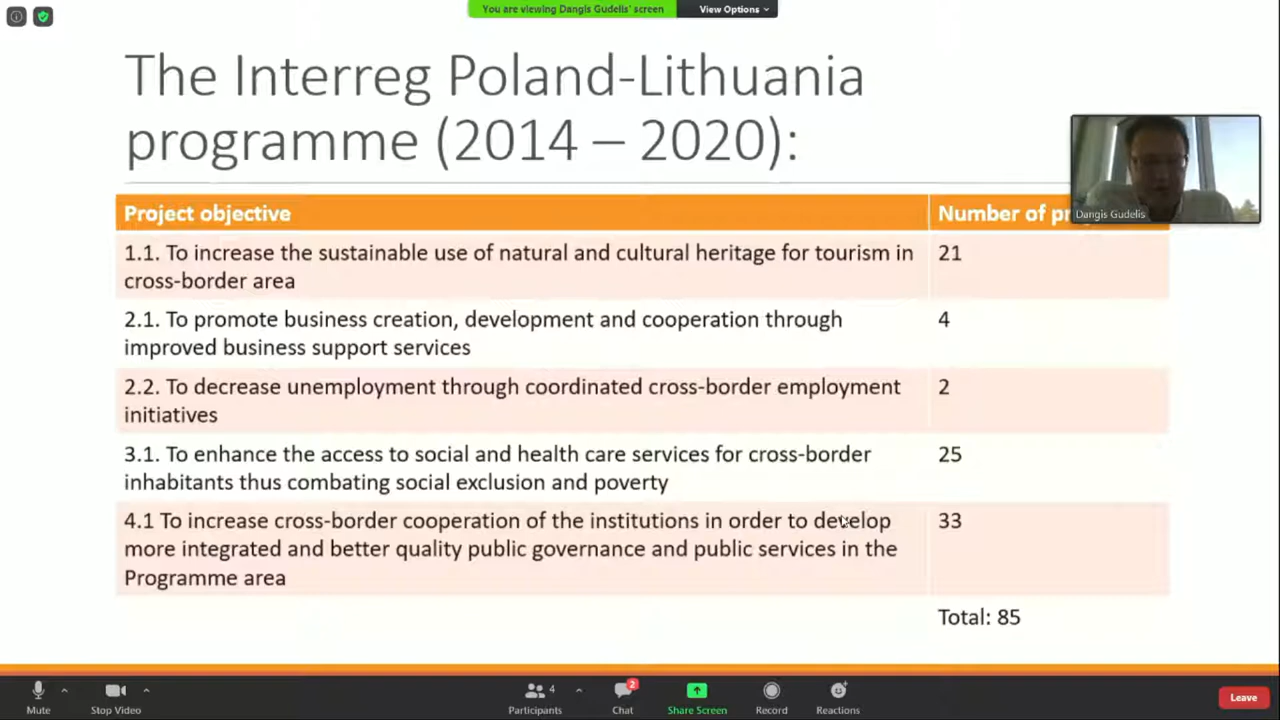 You are viewing Dangis Gudelis' screen
View Options
The Interreg Poland-Lithuania
programme (2014 – 2020):
Dangis Gudelis
Project objective
Number of
1.1. To increase the sustainable use of natural and cultural heritage for tourism in
cross-border area
21
2.1. To promote business creation, development and cooperation through
improved business support services
4
2.2. To decrease unemployment through coordinated cross-border employment
initiatives
2
3.1. To enhance the access to social and health care services for cross-border
inhabitants thus combating social exclusion and poverty
25
4.1 To increase cross-border cooperation of the institutions in order to develop
more integrated and better quality public governance and public services in the
Programme area
33
Total: 85
Mute
Stop Video
4
Participants
2
Chat
Share Screen
Record
Reactions
Leave